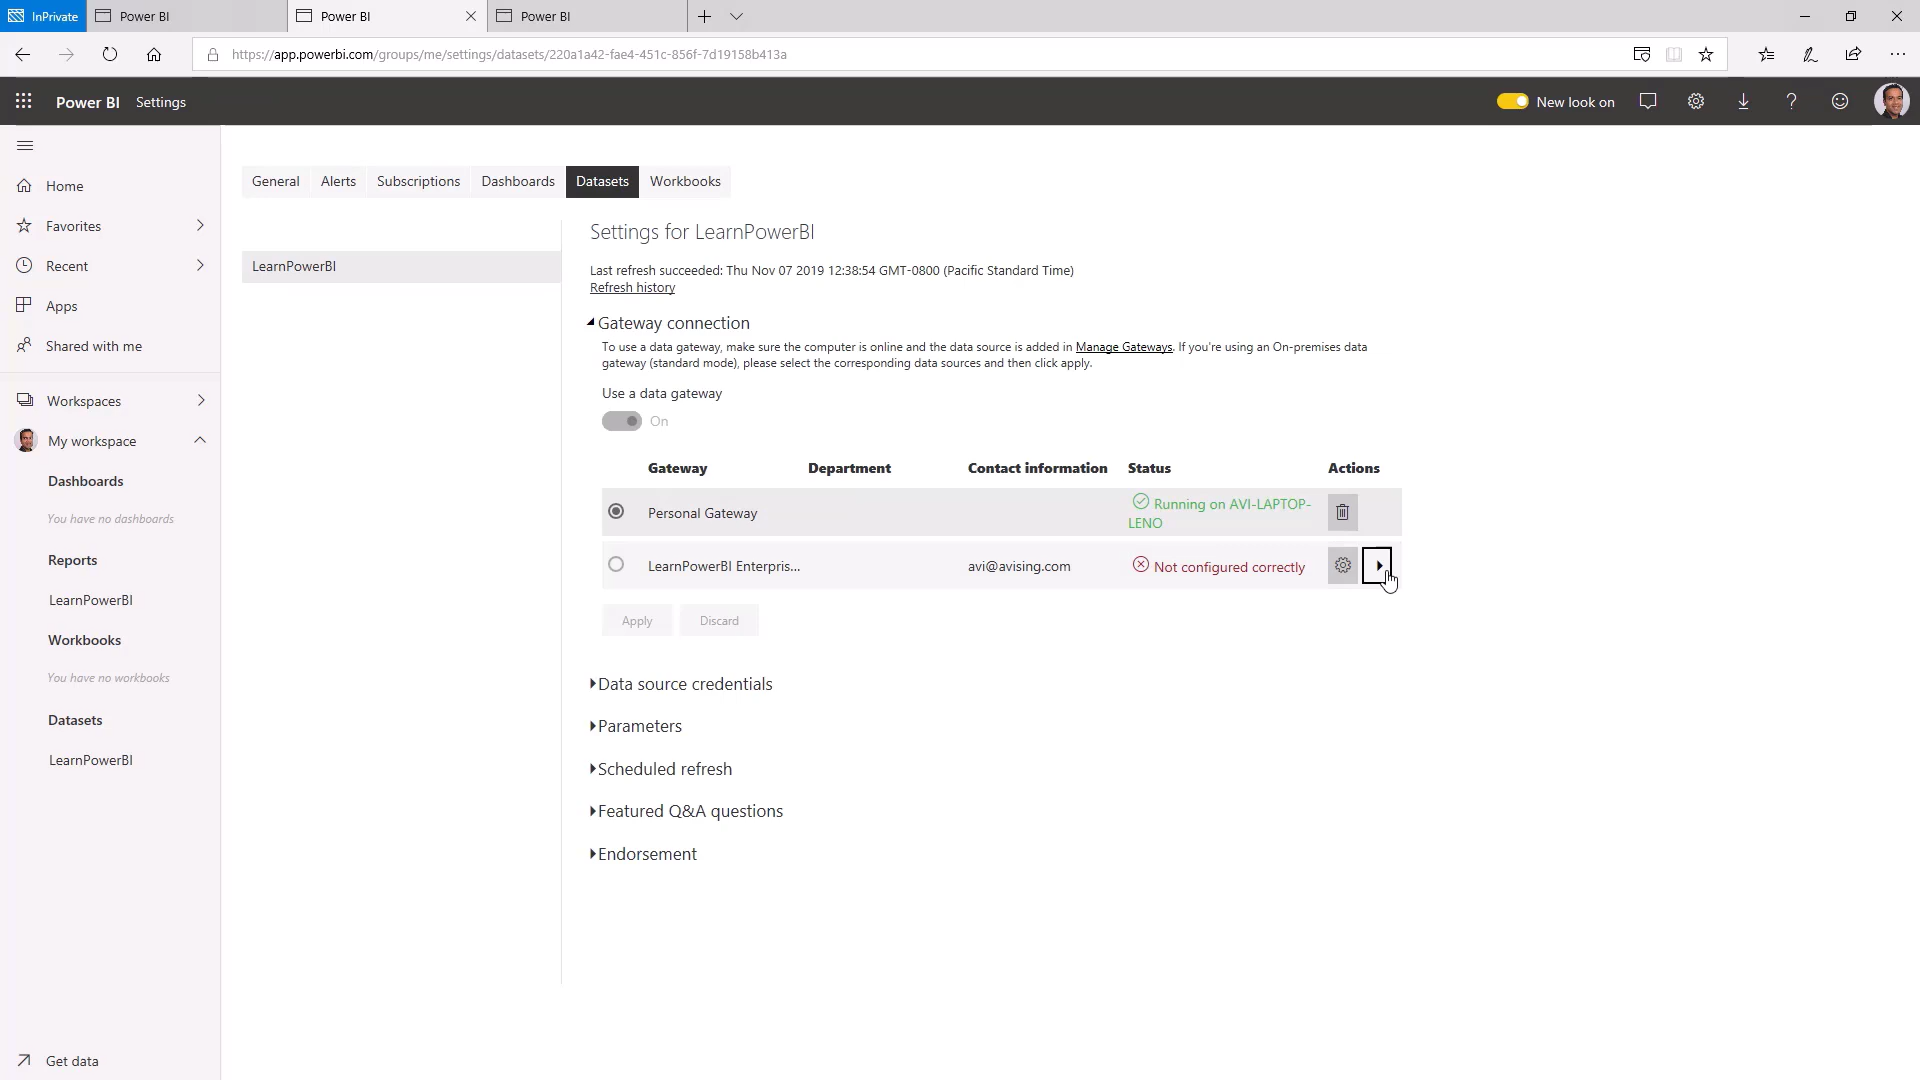 InPrivate
Power BI
Power BI
Power BI
https://app.powerbi.com/groups/me/settings/datasets/220a1a42-fae4-451c-856f-7d19158b413a
Power BI Settings
New look on
Home
Favorites
Recent
Apps
Shared with me
Workspaces
My workspace
Dashboards
You have no dashboards
Reports
LearnPowerBI
Workbooks
You have no workbooks
Datasets
LearnPowerBI
Get data
General Alerts Subscriptions Dashboards Datasets Workbooks
LearnPowerBI
Settings for LearnPowerBI
Last refresh succeeded: Thu Nov 07 2019 12:38:54 GMT-0800 (Pacific Standard Time)
Refresh history
Gateway connection
To use a data gateway, make sure the computer is online and the data source is added in Manage Gateways. If you're using an On-premises data
gateway (standard mode), please select the corresponding data sources and then click apply.
Use a data gateway
On
Gateway Department Contact information Status Actions
Personal Gateway Running on AVI-LAPTOP-
LENO
LearnPowerBI Enterpris... avi@avising.com Not configured correctly
Apply Discard
Data source credentials
Parameters
Scheduled refresh
Featured Q&A questions
Endorsement